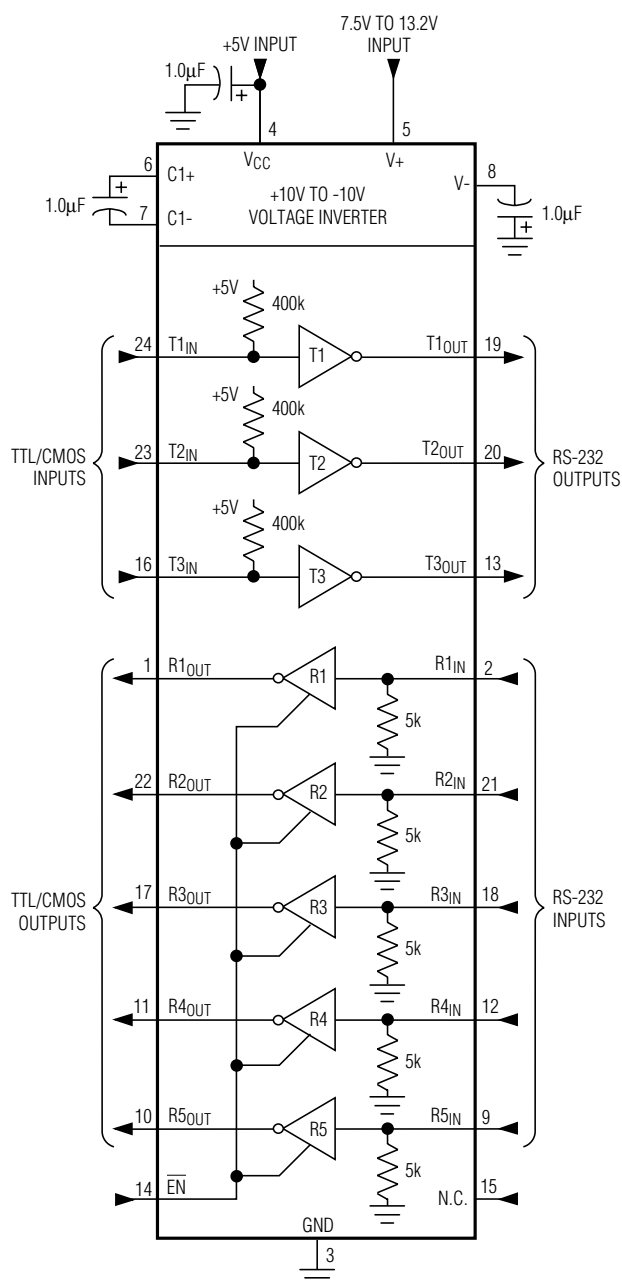 +5V INPUT
7.5V TO 13.2V
INPUT
1.0μF
+
4
5
VCC
V+
6
C1+
+
1.0μF
7
C1-
+10V TO -10V
VOLTAGE INVERTER
V-
8
1.0μF
+
+5V
400k
24
T1IN
T1
T1OUT
19
+5V
400k
TTL/CMOS
INPUTS
23
T2IN
T2
T2OUT
20
RS-232
OUTPUTS
+5V
400k
16
T3IN
T3
T3OUT
13
1
R1OUT
R1
R1IN
2
5k
22
R2OUT
R2
R2IN
21
5k
TTL/CMOS
OUTPUTS
17
R3OUT
R3
R3IN
18
RS-232
INPUTS
5k
11
R4OUT
R4
R4IN
12
5k
10
R5OUT
R5
R5IN
9
5k
14
EN
N.C.
15
GND
3